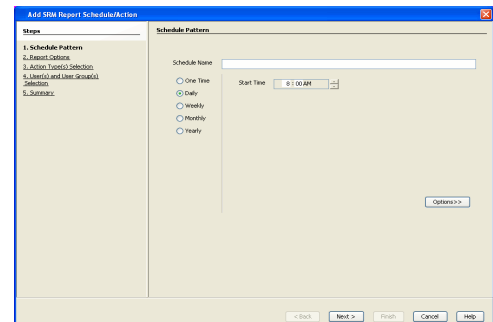 Add SRM Report Schedule/Action
Steps
1. Schedule Pattern
2. Report Options
3. Action Type(s) Selection
4. User(s) and User Group(s)
Selection
5. Summary
Schedule Pattern
Schedule Name
One Time
Daily
Weekly
Monthly
Yearly
Start Time 8 : 00 AM
Options>>
< Back Next > Finish Cancel Help